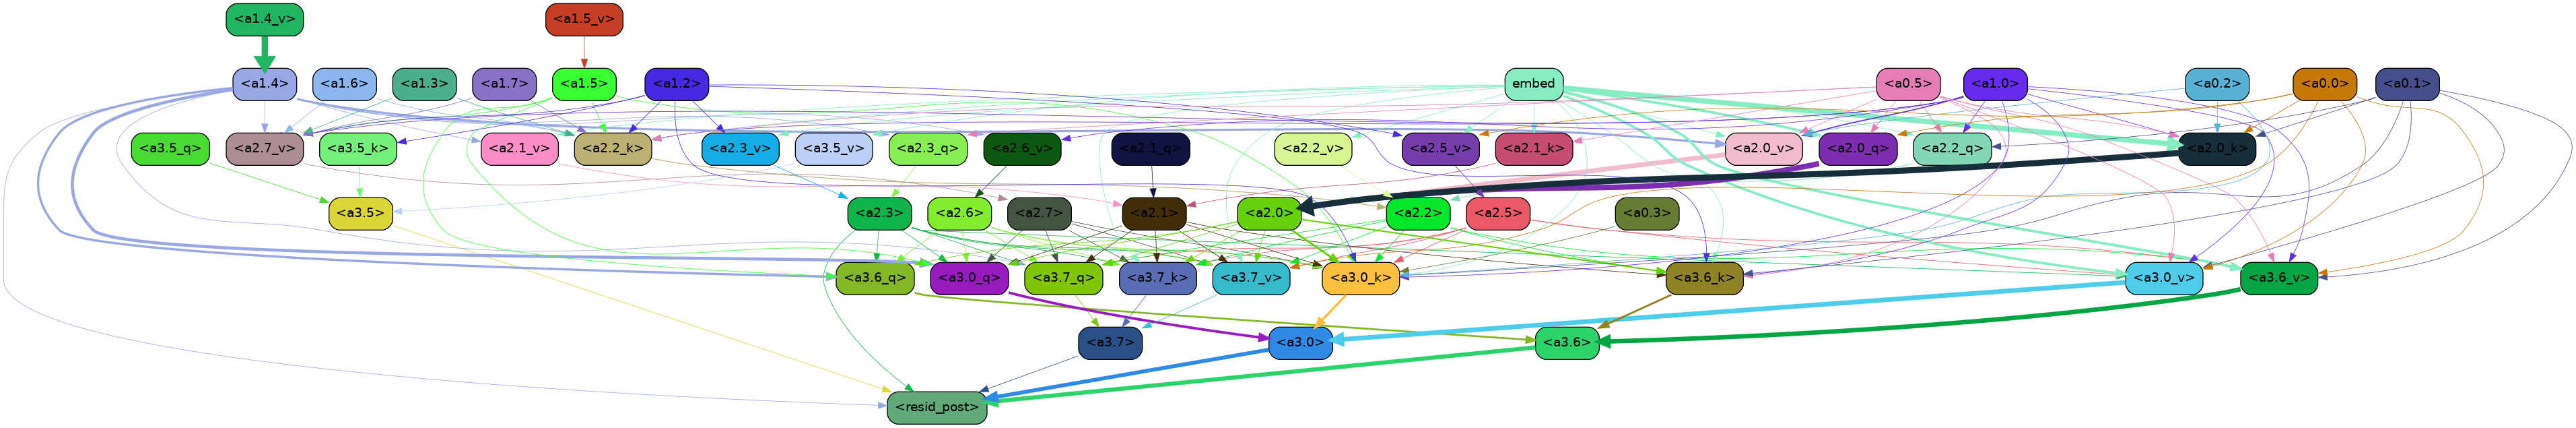 <a1.4_v> <a1.5_v>
<a1.4> <a1.6> <a1.3> <a1.7> <a1.5> <a1.2> embed <a0.5> <a1.0> <a0.2> <a0.0> <a0.1>
<a3.5_q> <a2.7_v> <a3.5_k> <a2.1_v> <a2.2_k> <a2.3_v> <a3.5_v> <a2.3_q> <a2.6_v> <a2.1_q> <a2.2_v> <a2.5_v> <a2.1_k> <a2.0_v> <a2.0_q> <a2.2_q> <a2.0_k>
<a3.5> <a2.3> <a2.6> <a2.7> <a2.1> <a2.0> <a2.2> <a2.5> <a0.3>
<a3.6_q> <a3.0_q> <a3.7_q> <a3.7_k> <a3.7_v> <a3.0_k> <a3.6_k> <a3.0_v> <a3.6_v>
<a3.7> <a3.0> <a3.6>
<resid_post>